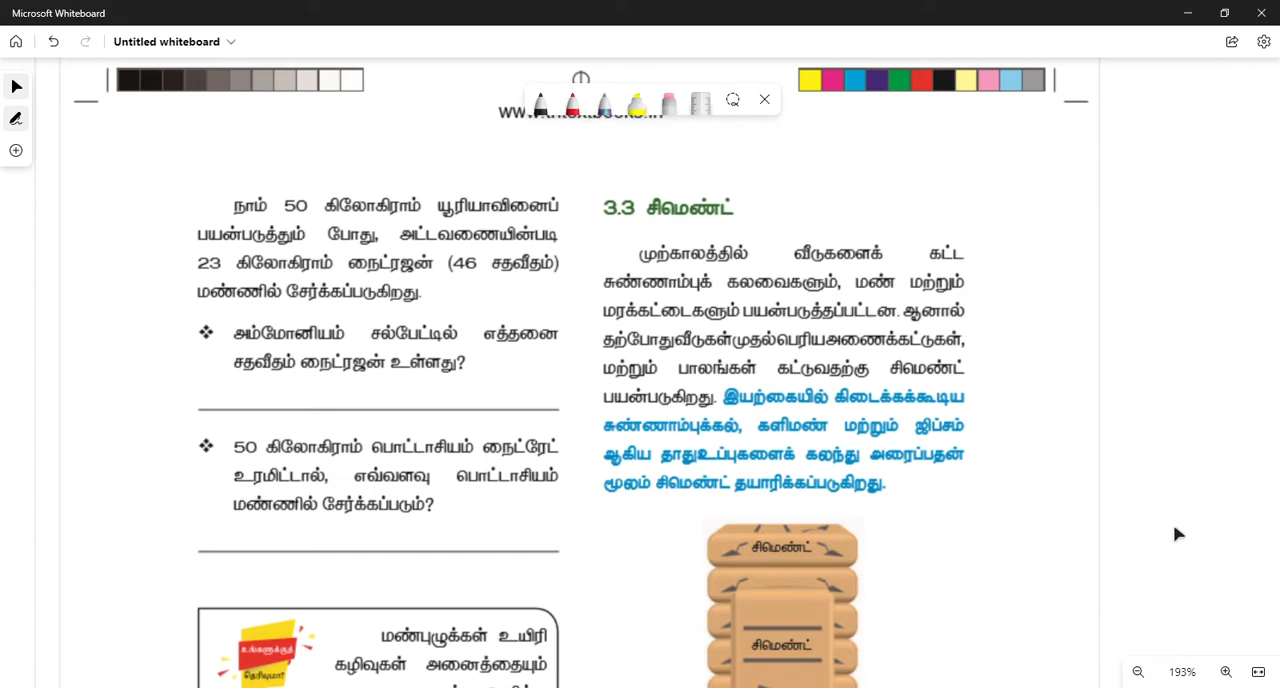 Microsoft Whiteboard
Untitled whiteboard
நாம் 50 கிலோகிராம் யூரியாவினைப்
பயன்படுத்தும் போது, அட்டவணையின்படி
23 கிலோகிராம் நைட்ரஜன் (46 சதவீதம்)
மண்ணில் சேர்க்கப்படுகிறது.
❖ அம்மோனியம் சல்பேட்டில் எத்தனை
சதவீதம் நைட்ரஜன் உள்ளது?
❖ 50 கிலோகிராம் பொட்டாசியம் நைட்ரேட்
உரமிட்டால், எவ்வளவு பொட்டாசியம்
மண்ணில் சேர்க்கப்படும்?
உங்களுக்குத்
தெரியுமா?
மண்புழுக்கள் உயிரி
கழிவுகள் அனைத்தையும்
3.3 சிமெண்ட்
முற்காலத்தில் வீடுகளைக் கட்ட
சுண்ணாம்புக் கலவைகளும், மண் மற்றும்
மரக்கட்டைகளும் பயன்படுத்தப்பட்டன. ஆனால்
தற்போது வீடுகள் முதல் பெரிய அணைக்கட்டுகள்,
மற்றும் பாலங்கள் கட்டுவதற்கு சிமெண்ட்
பயன்படுகிறது. இயற்கையில் கிடைக்கக்கூடிய
சுண்ணாம்புக்கல், களிமண் மற்றும் ஜிப்சம்
ஆகிய தாதுஉப்புகளைக் கலந்து அரைப்பதன்
மூலம் சிமெண்ட் தயாரிக்கப்படுகிறது.
சிமெண்ட்
சிமெண்ட்
193%